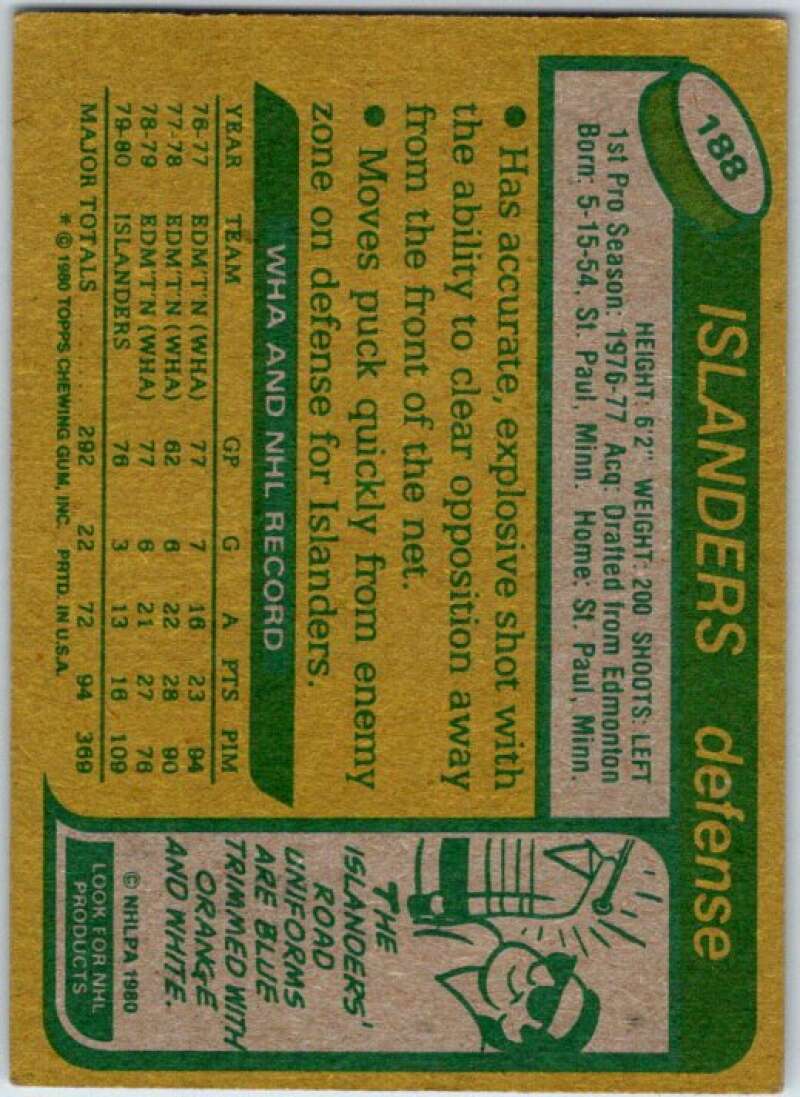 188
ISLANDERS defense
HEIGHT: 6'2" WEIGHT: 200 SHOOTS: LEFT
1st Pro Season: 1976-77 Acq: Drafted from Edmonton
Born: 5-15-54, St. Paul, Minn. Home: St. Paul, Minn.
• Has accurate, explosive shot with
the ability to clear opposition away
from the front of the net.
• Moves puck quickly from enemy
zone on defense for Islanders.
WHA AND NHL RECORD
YEAR TEAM GP G A PTS PIM
76-77 EDM'T'N (WHA) 77 7 16 23 94
77-78 EDM'T'N (WHA) 62 6 22 28 90
78-79 EDM'T'N (WHA) 77 6 21 27 76
79-80 ISLANDERS 76 3 13 16 109
MAJOR TOTALS ........ 292 22 72 94 369
* © 1980 TOPPS CHEWING GUM, INC. PRTD. IN U.S.A.
THE
ISLANDERS'
ROAD
UNIFORMS
ARE BLUE
TRIMMED WITH
ORANGE
AND WHITE.
© NHLPA 1980
LOOK FOR NHL
PRODUCTS